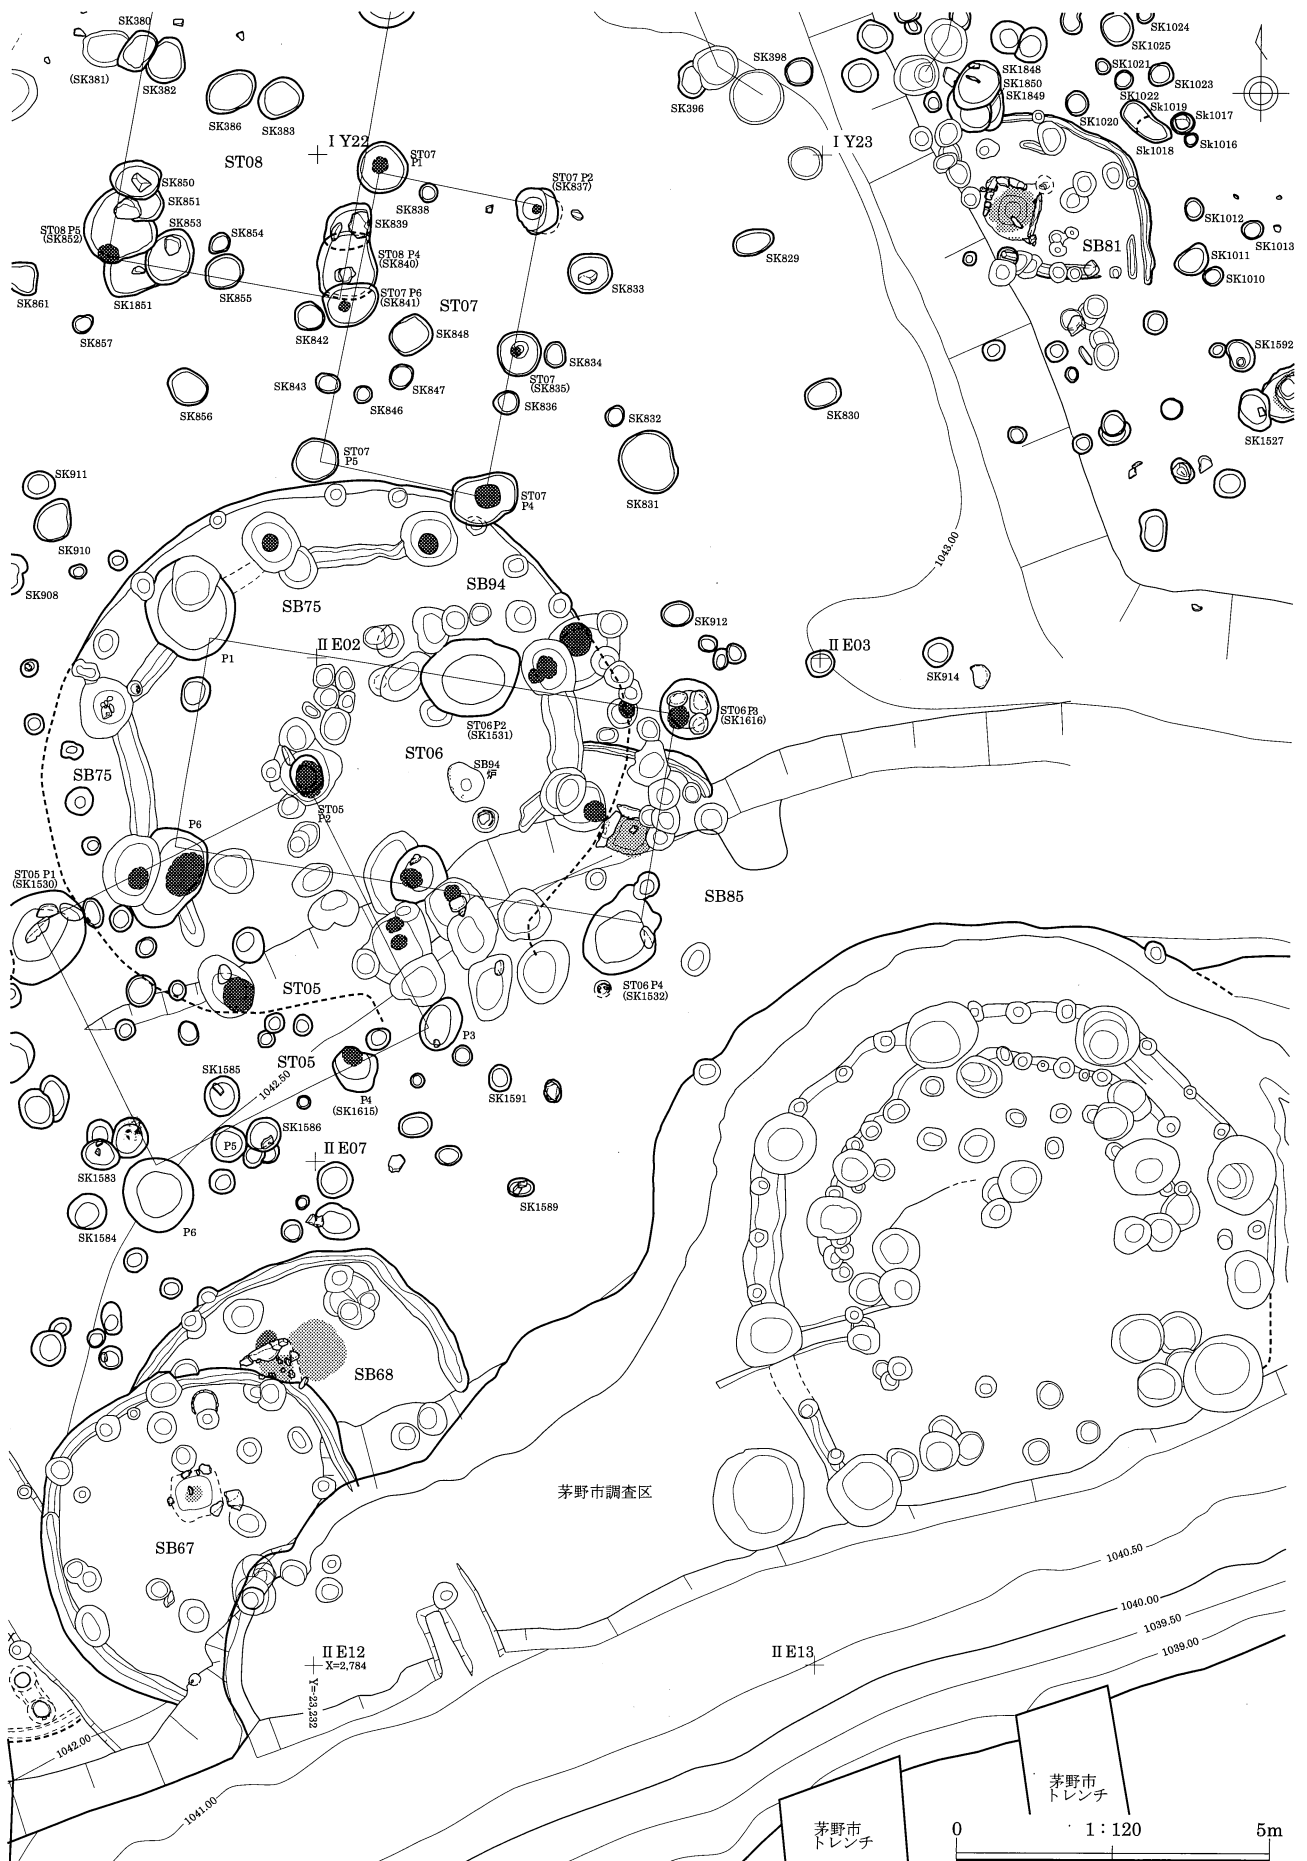 SK380
(SK381)
SK382
SK386
SK383
SK396
SK398
SK1848
SK1850
SK1849
SK1024
SK1025
SK1021
SK1022
SK1023
SK1020
Sk1019
Sk1017
Sk1018
Sk1016
ST08
I Y22
I Y23
ST07
P1
SK850
SK851
SK853
ST08 P5
(SK852)
SK854
SK855
SK1851
SK861
SK857
SK838
SK839
ST08 P4
(SK840)
ST07 P6
(SK841)
ST07
ST07 P2
(SK837)
SK829
SK833
SB81
SK1012
SK1013
SK1011
SK1010
SK842
SK848
SK843
SK847
SK846
SK856
ST07
(SK835)
SK834
SK836
SK832
SK830
SK831
SK1592
SK1527
SK911
SK910
SK908
ST07
P5
ST07
P4
1043.00
SB94
SB75
II E02
P1
SK912
II E03
SK914
ST06P2
(SK1531)
ST06P3
(SK1616)
ST06
SB94
炉
SB75
ST05
P2
P6
ST05 P1
(SK1530)
SB85
ST05
ST06 P4
(SK1532)
ST05
P3
P4
(SK1615)
SK1585
1042.50
SK1591
SK1586
P5
II E07
SK1583
SK1584
P6
SK1589
SB68
SB67
茅野市調査区
1040.50
1040.00
1039.50
1039.00
II E12
X=2,784
Y=-23,232
II E13
1042.00
1041.00
茅野市
トレンチ
茅野市
トレンチ
0
1：120
5m